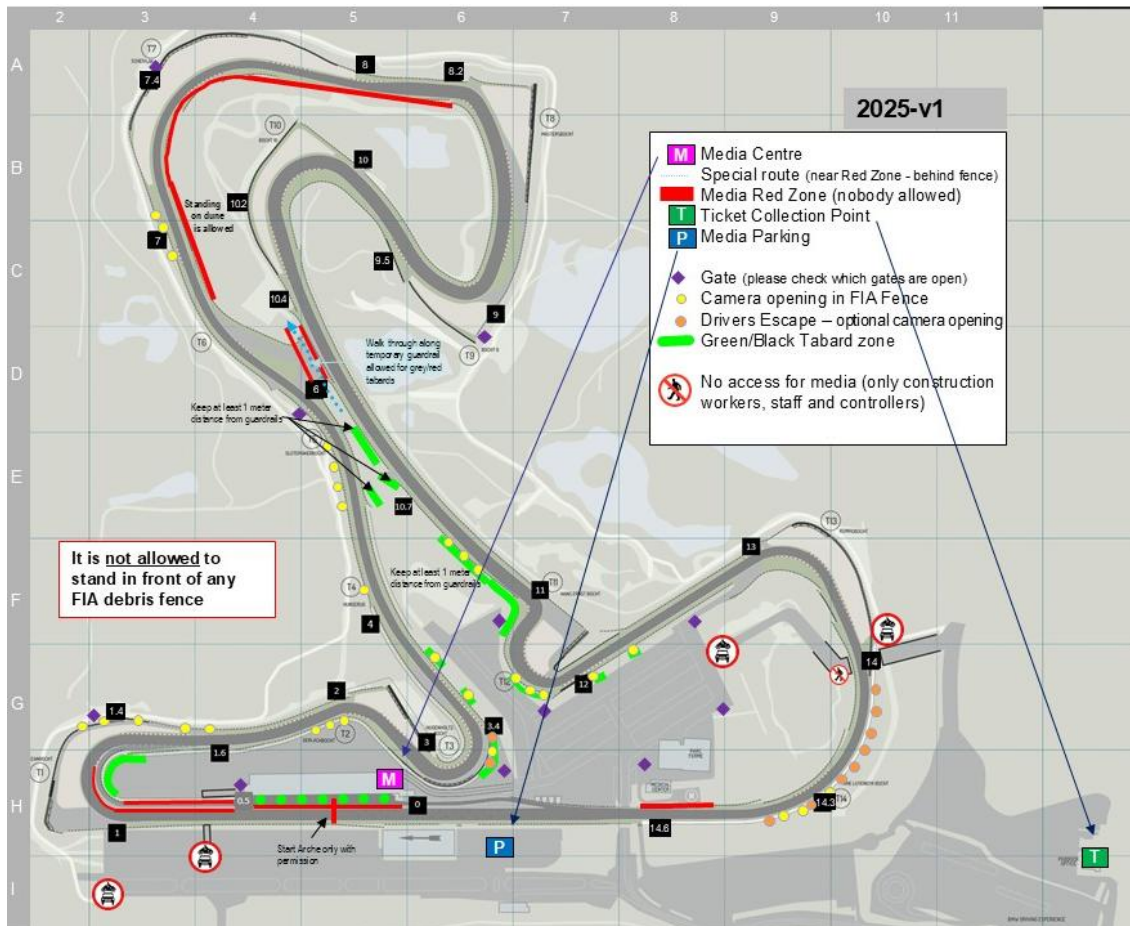 2 3 4 5 6 7 8 9 10 11
A
B
C
D
E
F
G
H
I
2025-v1
M Media Centre
Special route (near Red Zone - behind fence)
Media Red Zone (nobody allowed)
T Ticket Collection Point
P Media Parking
Gate (please check which gates are open)
Camera opening in FIA Fence
Drivers Escape – optional camera opening
Green/Black Tabard zone
No access for media (only construction
workers, staff and controllers)
T7
7.4
8
8.2
T8
T10
10
10.2
Standing
on dune
is allowed
7
9.5
10.4
9
T9
T6
Walk through along
temporary guardrail
allowed for grey/red
tabards
6
Keep at least 1 meter
distance from guardrails
10.7
It is not allowed to
stand in front of any
FIA debris fence
Keep at least 1 meter
distance from guardrails
T4
4
11
T11
13
T13
14
T12
12
2
1.4
1.6
T2
3
T3
3.4
T1
M
PARC
FERME
MEDICAL
CENTER
0.5
0
1
14.6
14.3
T14
Start Arche only with
permission
P
T
BMW DRIVING EXPERIENCE